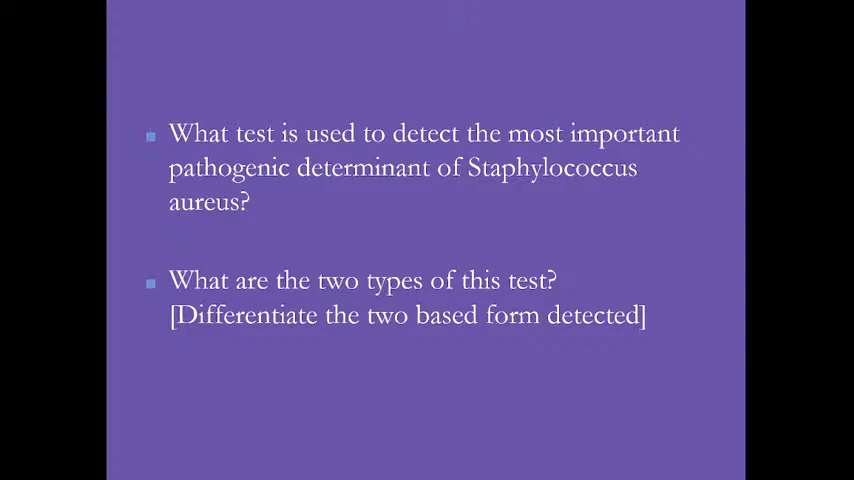 What test is used to detect the most important
pathogenic determinant of Staphylococcus
aureus?
What are the two types of this test?
[Differentiate the two based form detected]